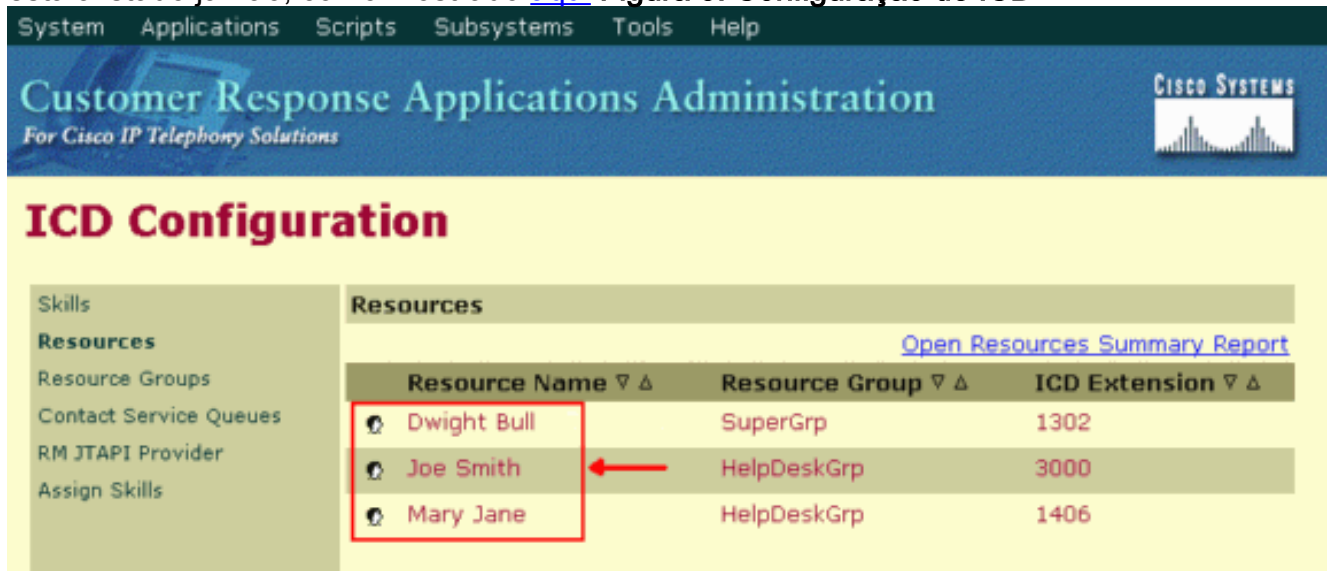 System Applications Scripts Subsystems Tools Help
Customer Response Applications Administration
For Cisco IP Telephony Solutions
CISCO SYSTEMS
ICD Configuration
Skills
Resources
Resource Groups
Contact Service Queues
RM JTAPI Provider
Assign Skills
Resources
Open Resources Summary Report
Resource Name Resource Group ICD Extension
Dwight Bull SuperGrp 1302
Joe Smith HelpDeskGrp 3000
Mary Jane HelpDeskGrp 1406